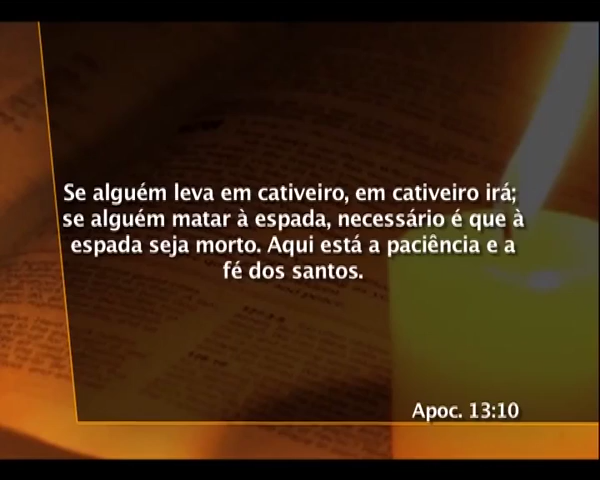 Se alguém leva em cativeiro, em cativeiro irá;
se alguém matar à espada, necessário é que à
espada seja morto. Aqui está a paciência e a
fé dos santos.
Apoc. 13:10